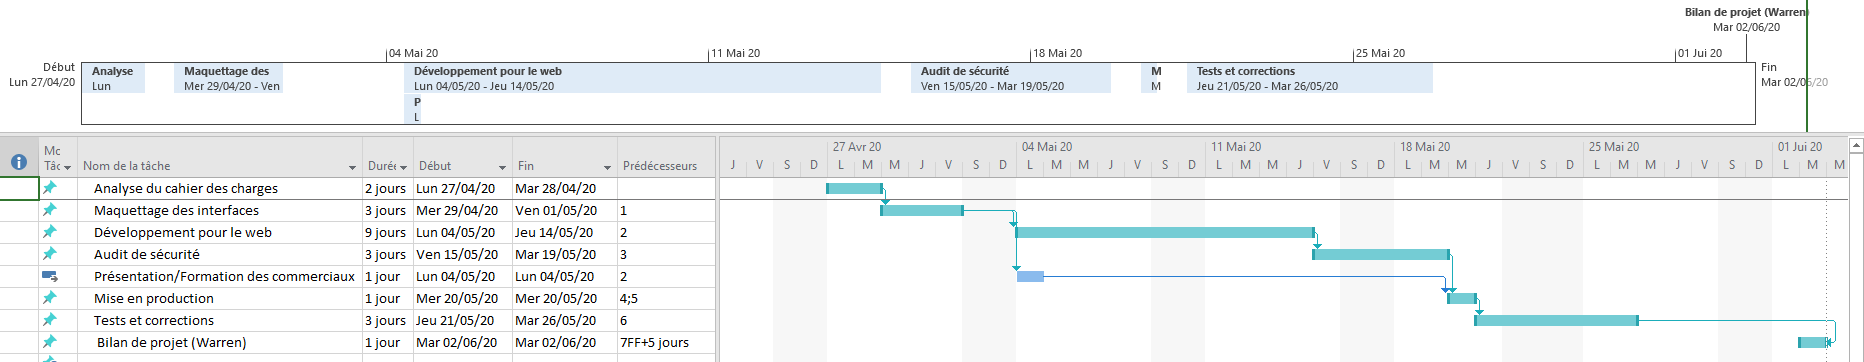 Bilan de projet (Warren)
Mar 02/06/20
04 Mai 20 11 Mai 20 18 Mai 20 25 Mai 20 01 Jui 20
Début
Lun 27/04/20
Analyse
Lun
Maquettage des
Mer 29/04/20 - Ven
Développement pour le web
Lun 04/05/20 - Jeu 14/05/20
P
L
Audit de sécurité
Ven 15/05/20 - Mar 19/05/20
M
M
Tests et corrections
Jeu 21/05/20 - Mar 26/05/20
Fin
Mar 02/06/20
Mc
Tâc Nom de la tâche Durée Début Fin Prédécesseurs
27 Avr 20 04 Mai 20 11 Mai 20 18 Mai 20 25 Mai 20 01 Jui 20
J V S D L M M J V S D L M M J V S D L M M J V S D L M M J V S D L M M J V S D L M M
Analyse du cahier des charges 2 jours Lun 27/04/20 Mar 28/04/20
Maquettage des interfaces 3 jours Mer 29/04/20 Ven 01/05/20 1
Développement pour le web 9 jours Lun 04/05/20 Jeu 14/05/20 2
Audit de sécurité 3 jours Ven 15/05/20 Mar 19/05/20 3
Présentation/Formation des commerciaux 1 jour Lun 04/05/20 Lun 04/05/20 2
Mise en production 1 jour Mer 20/05/20 Mer 20/05/20 4;5
Tests et corrections 3 jours Jeu 21/05/20 Mar 26/05/20 6
Bilan de projet (Warren) 1 jour Mar 02/06/20 Mar 02/06/20 7FF+5 jours